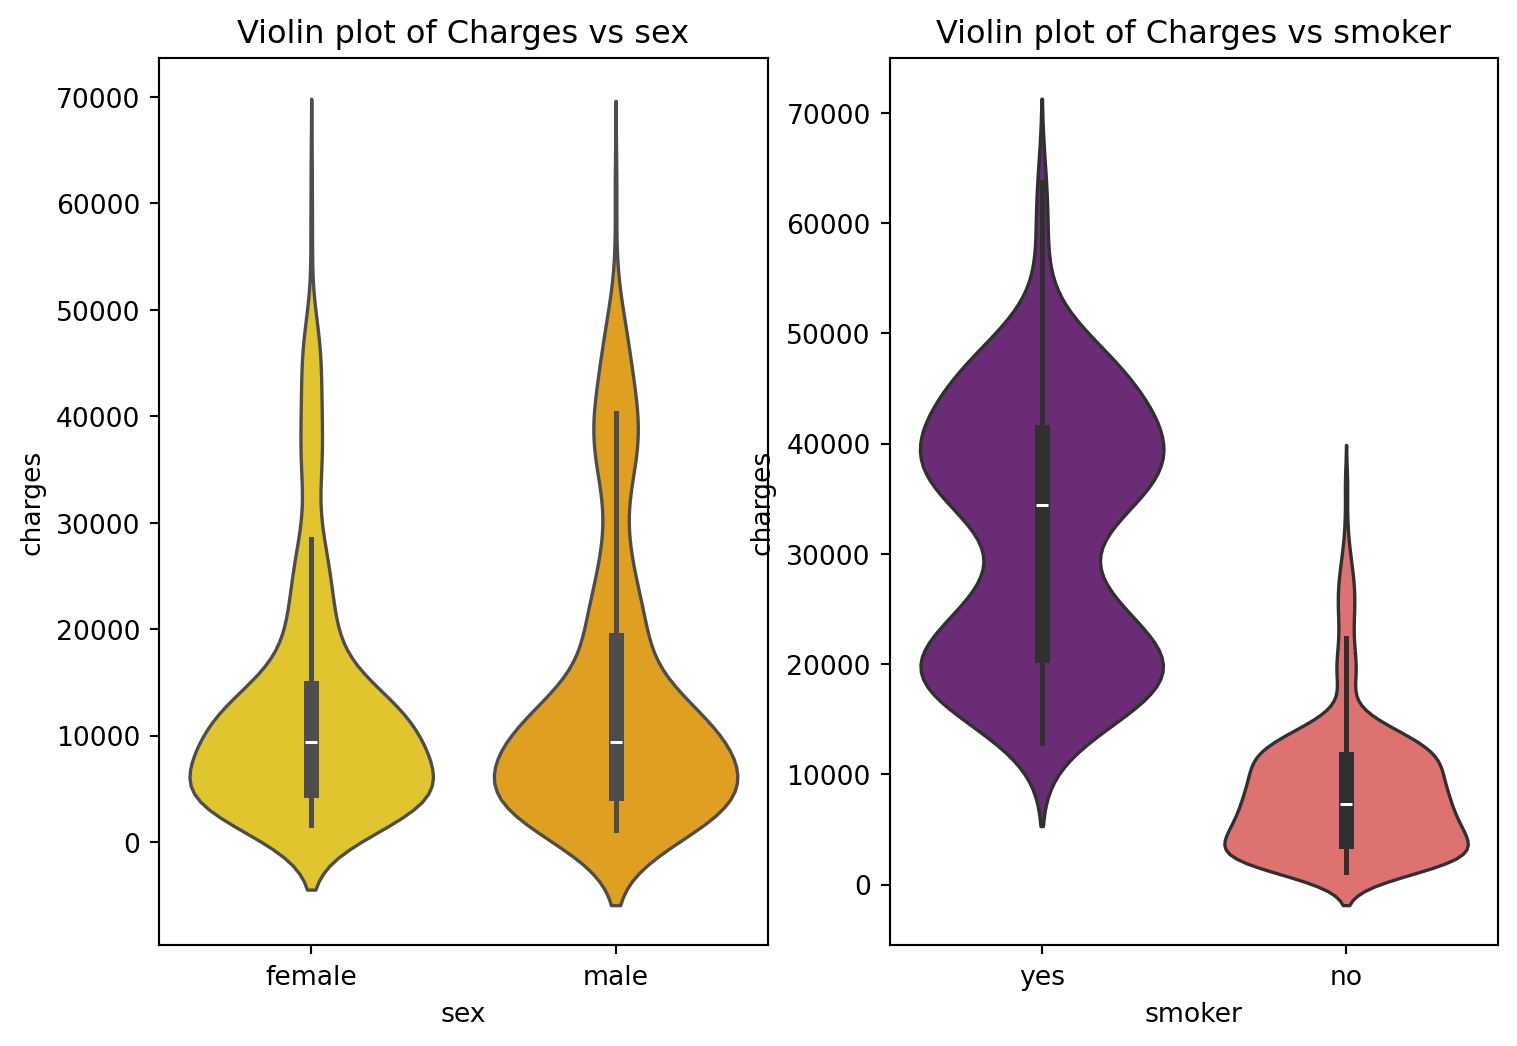 Violin plot of Charges vs sex
70000
60000
50000
40000
30000
20000
10000
0
charges
female
male
sex
Violin plot of Charges vs smoker
70000
60000
50000
40000
30000
20000
10000
0
charges
yes
no
smoker